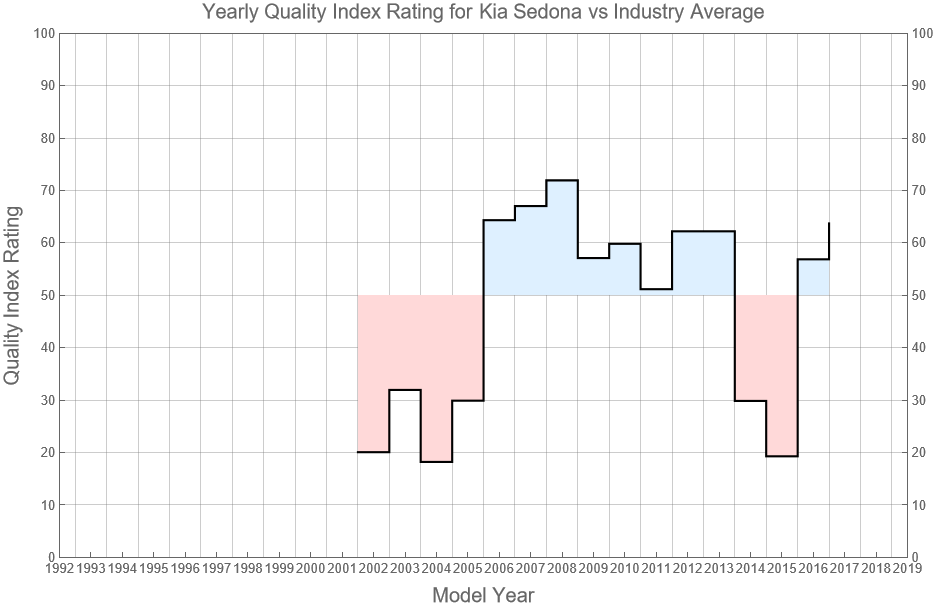 Yearly Quality Index Rating for Kia Sedona vs Industry Average
100 100
90 90
80 80
70 70
60 60
50 50
40 40
30 30
20 20
10 10
0 0
Quality Index Rating
1992 1993 1994 1995 1996 1997 1998 1999 2000 2001 2002 2003 2004 2005 2006 2007 2008 2009 2010 2011 2012 2013 2014 2015 2016 2017 2018 2019
Model Year